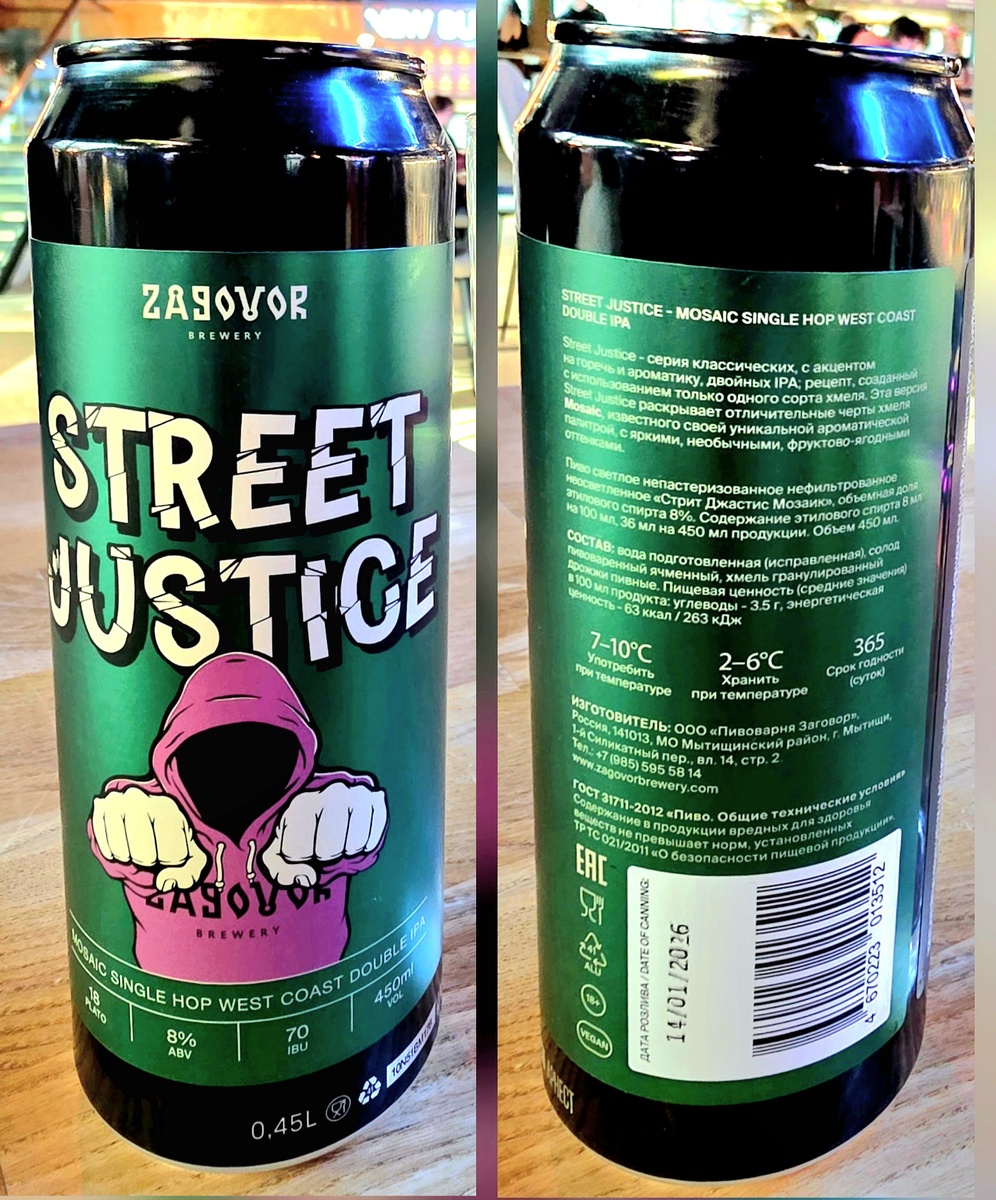 NEW BU
ZAGOVOR
BREWERY
STREET
JUSTICE
ZAGOVOR
BREWERY
MOSAIC SINGLE HOP WEST COAST DOUBLE IPA
18
PLATO
8%
ABV
70
IBU
450ml
VOL
0,45L
STREET JUSTICE - MOSAIC SINGLE HOP WEST COAST
DOUBLE IPA
Street Justice - серия классических, с акцентом
на горечь и ароматику, двойных IPA; рецепт, созданный
с использованием только одного сорта хмеля. Эта версия
Street Justice раскрывает отличительные черты хмеля
Mosaic, известного своей уникальной ароматической
палитрой, с яркими, необычными, фруктово-ягодными
оттенками.
Пиво светлое непастеризованное нефильтрованное
неосветленное «Стрит Джастис Мозаик», объемная доля
этилового спирта 8%. Содержание этилового спирта 8 мл
на 100 мл, 36 мл на 450 мл продукции. Объем 450 мл.
СОСТАВ: вода подготовленная (исправленная), солод
пивоваренный ячменный, хмель гранулированный
дрожжи пивные. Пищевая ценность (средние значения)
в 100 мл продукта: углеводы - 3.5 г, энергетическая
ценность - 63 ккал / 263 кДж
7–10°C
Употребить
при температуре
2–6°C
Хранить
при температуре
365
Срок годности
(суток)
ИЗГОТОВИТЕЛЬ: ООО «Пивоварня Заговор»,
Россия, 141013, МО Мытищинский район, г. Мытищи,
1-й Силикатный пер., вл. 14, стр. 2.
Тел.: +7 (985) 595 58 14
www.zagovorbrewery.com
ГОСТ 31711-2012 «Пиво. Общие технические условия»
Содержание в продукции вредных для здоровья
веществ не превышает норм, установленных
ТР ТС 021/2011 «О безопасности пищевой продукции».
EAC
41
ALU
18+
VEGAN
ДАТА РОЗЛИВА / DATE OF CANNING:
14/01/2026
4 670223 013512